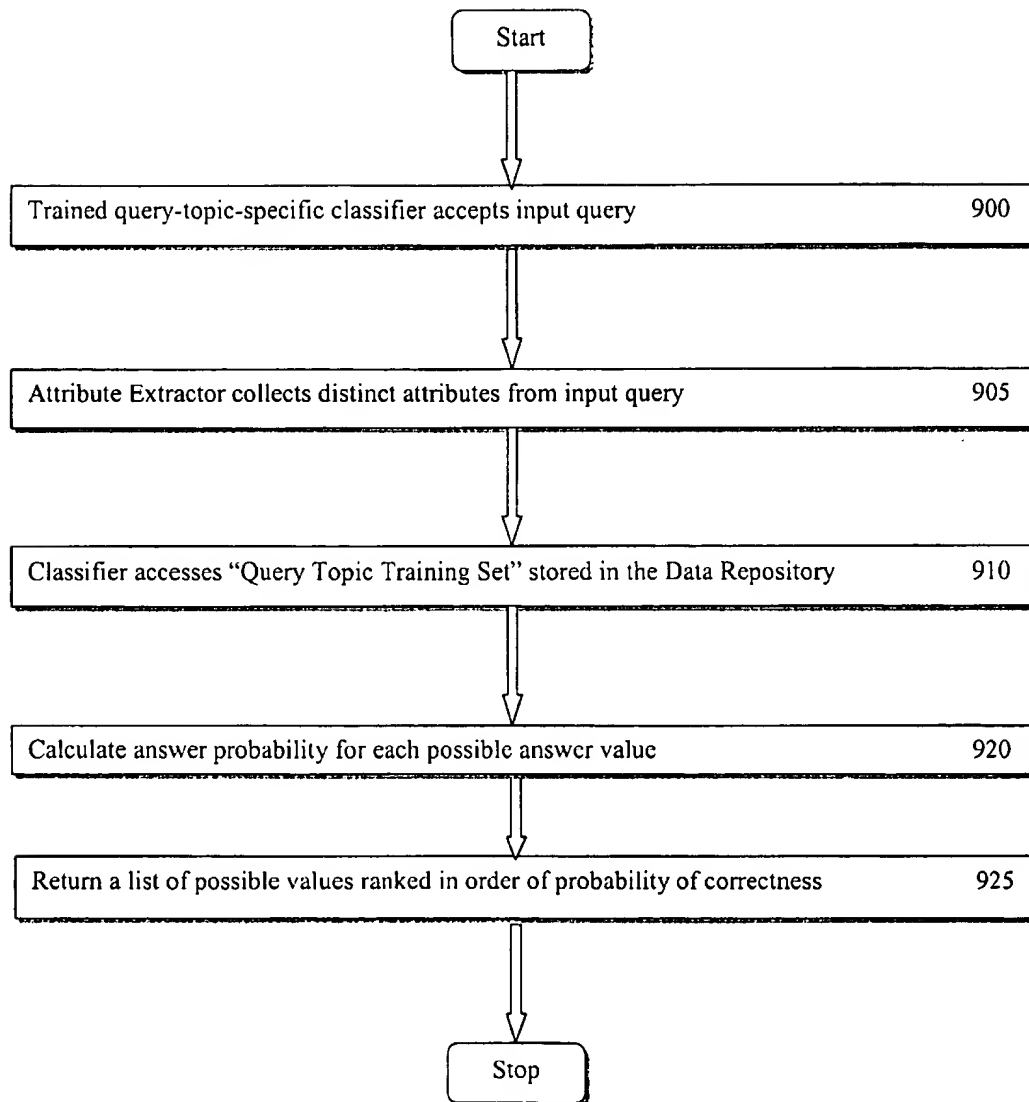 Start
Trained query-topic-specific classifier accepts input query 900
Attribute Extractor collects distinct attributes from input query 905
Classifier accesses “Query Topic Training Set” stored in the Data Repository 910
Calculate answer probability for each possible answer value 920
Return a list of possible values ranked in order of probability of correctness 925
Stop